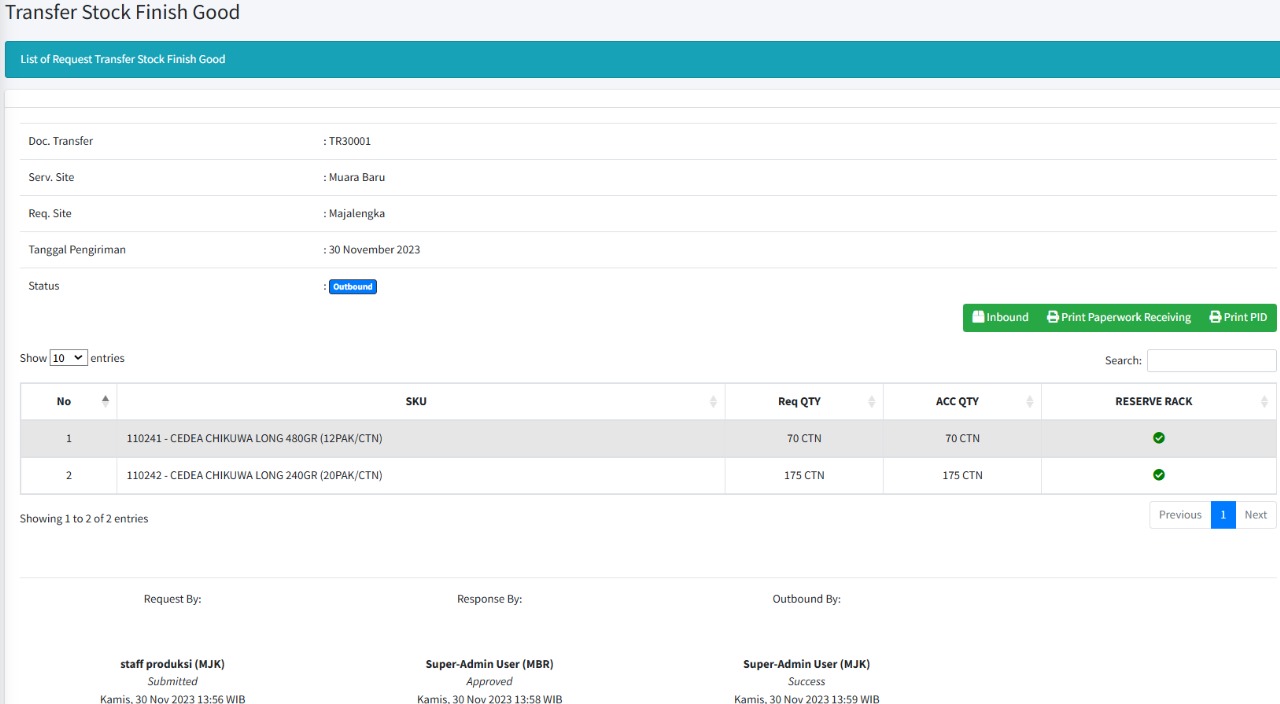 Transfer Stock Finish Good
List of Request Transfer Stock Finish Good
Doc. Transfer : TR30001
Serv. Site : Muara Baru
Req. Site : Majalengka
Tanggal Pengiriman : 30 November 2023
Status : Outbound
Inbound Print Paperwork Receiving Print PID
Show 10 entries Search:
No SKU Req QTY ACC QTY RESERVE RACK
1 110241 - CEDEA CHIKUWA LONG 480GR (12PAK/CTN) 70 CTN 70 CTN
2 110242 - CEDEA CHIKUWA LONG 240GR (20PAK/CTN) 175 CTN 175 CTN
Showing 1 to 2 of 2 entries Previous 1 Next
Request By: Response By: Outbound By:
staff produksi (MJK) Super-Admin User (MBR) Super-Admin User (MJK)
Submitted Approved Success
Kamis, 30 Nov 2023 13:56 WIB Kamis, 30 Nov 2023 13:58 WIB Kamis, 30 Nov 2023 13:59 WIB